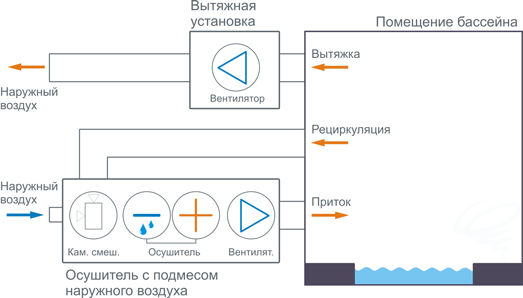 Вытяжная
установка
Помещение бассейна
Вытяжка
Наружный
воздух
Вентилятор
Рециркуляция
Наружный
воздух
Приток
Кам. смеш.
Осушитель
Вентилят.
Осушитель с подмесом
наружного воздуха